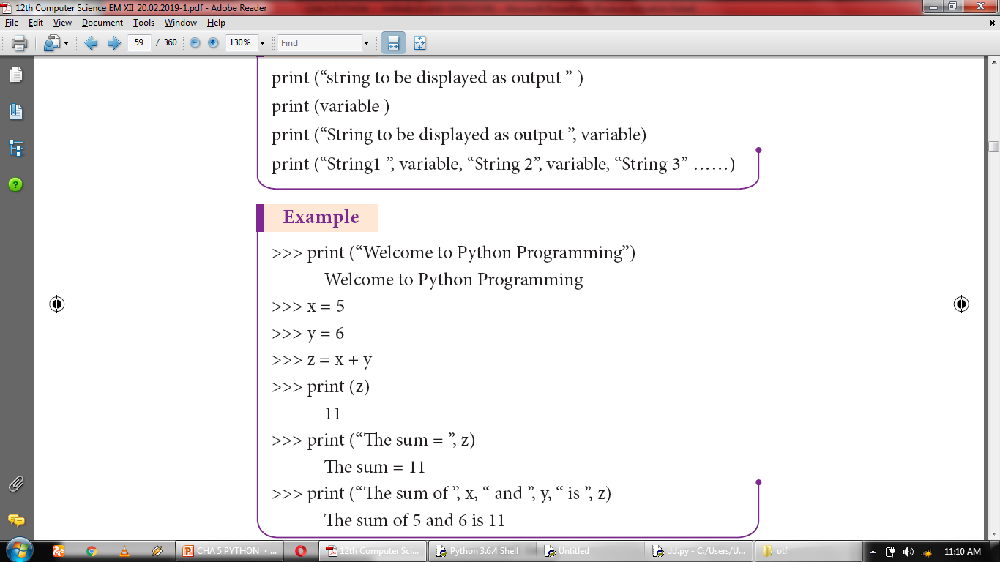 12th Computer Science EM XII_20.02.2019-1.pdf - Adobe Reader
File Edit View Document Tools Window Help
59 / 360 130% Find
print (“string to be displayed as output ” )
print (variable )
print (“String to be displayed as output ”, variable)
print (“String1 ”, variable, “String 2”, variable, “String 3” ……)
Example
>>> print (“Welcome to Python Programming”)
Welcome to Python Programming
>>> x = 5
>>> y = 6
>>> z = x + y
>>> print (z)
11
>>> print (“The sum = ”, z)
The sum = 11
>>> print (“The sum of ”, x, “ and ”, y, “ is ”, z)
The sum of 5 and 6 is 11
CHA 5 PYTHON - ... 12th Computer Sci... Python 3.6.4 Shell Untitled dd.py - C:/Users/U... otf 11:10 AM